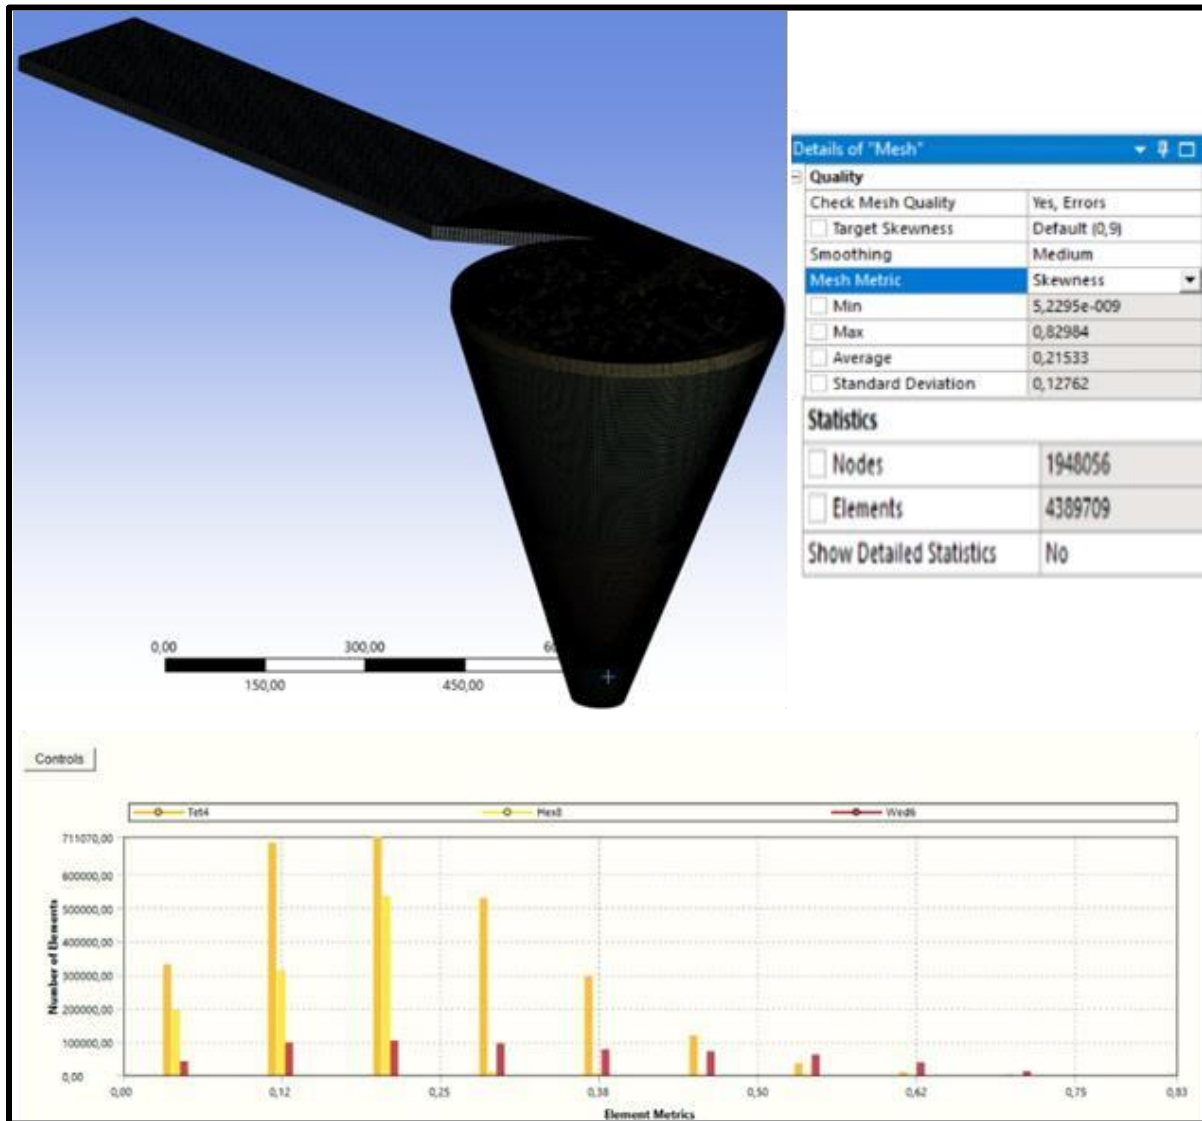 Details of "Mesh"
Quality
Check Mesh Quality Yes, Errors
Target Skewness Default (0,9)
Smoothing Medium
Mesh Metric Skewness
Min 5,2295e-009
Max 0,82984
Average 0,21533
Standard Deviation 0,12762
Statistics
Nodes 1948056
Elements 4389709
Show Detailed Statistics No
0,00 300,00
150,00 450,00
Controls
Tet4 Hex8 Wed6
711070,00
600000,00
500000,00
400000,00
300000,00
200000,00
100000,00
0,00
Number of Elements
0,00 0,12 0,25 0,38 0,50 0,62 0,75 0,83
Element Metrics